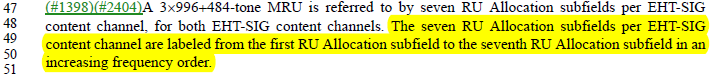 47 (#1398)(#2404)A 3×996+484-tone MRU is referred to by seven RU Allocation subfields per EHT-SIG
48 content channel, for both EHT-SIG content channels. The seven RU Allocation subfields per EHT-SIG
49 content channel are labeled from the first RU Allocation subfield to the seventh RU Allocation subfield in an
50 increasing frequency order.
51